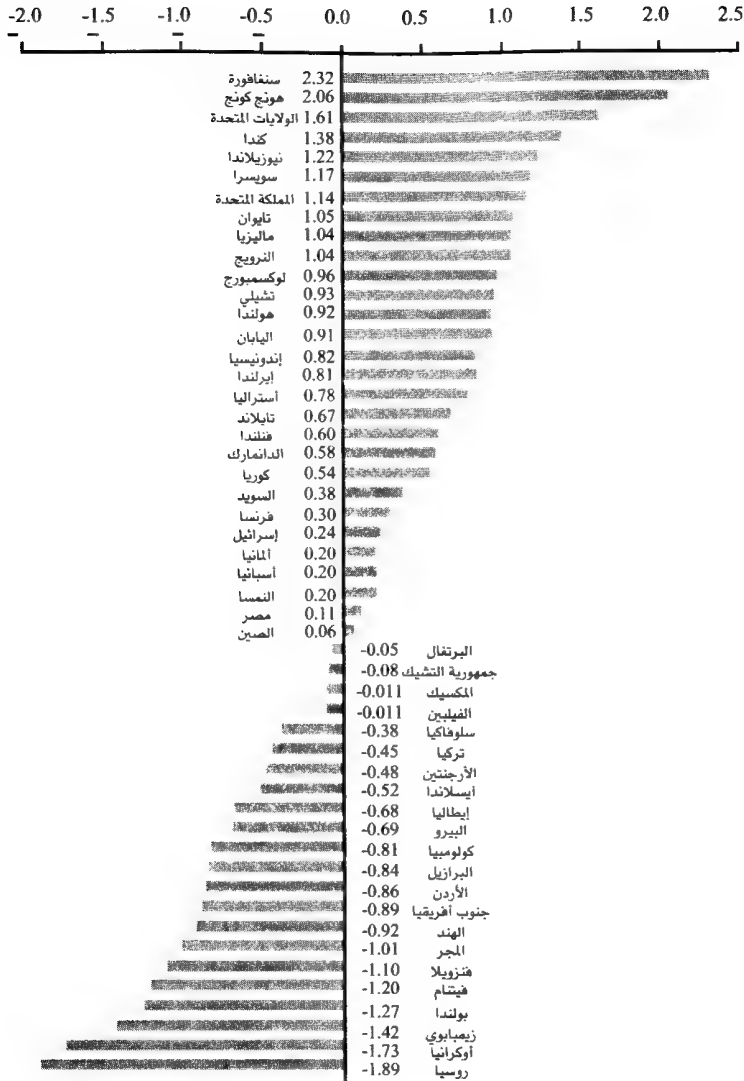 -2.0 -1.5 -1.0 -0.5 0.0 0.5 1.0 1.5 2.0 2.5
سنغافورة 2.32
هونج كونج 2.06
الولايات المتحدة 1.61
كندا 1.38
نيوزيلاندا 1.22
سويسرا 1.17
المملكة المتحدة 1.14
تايوان 1.05
ماليزيا 1.04
النرويج 1.04
لوكسمبورج 0.96
تشيلي 0.93
هولندا 0.92
اليابان 0.91
إندونيسيا 0.82
إيرلندا 0.81
أستراليا 0.78
تايلاند 0.67
فنلندا 0.60
الدانمارك 0.58
كوريا 0.54
السويد 0.38
فرنسا 0.30
إسرائيل 0.24
ألمانيا 0.20
أسبانيا 0.20
النمسا 0.20
مصر 0.11
الصين 0.06
-0.05 البرتغال
-0.08 جمهورية التشيك
-0.011 المكسيك
-0.011 الفيلبين
-0.38 سلوفاكيا
-0.45 تركيا
-0.48 الأرجنتين
-0.52 أيسلاندا
-0.68 إيطاليا
-0.69 البيرو
-0.81 كولومبيا
-0.84 البرازيل
-0.86 الأردن
-0.89 جنوب أفريقيا
-0.92 الهند
-1.01 المجر
-1.10 فنزويلا
-1.20 فيتنام
-1.27 بولندا
-1.42 زيمبابوي
-1.73 أوكرانيا
-1.89 روسيا